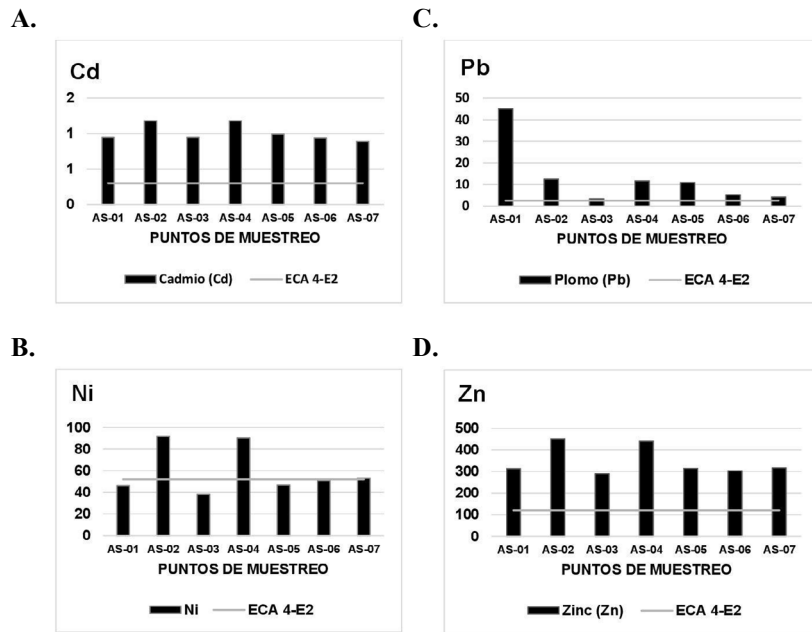 A.
Cd
2
1
1
0
AS-01 AS-02 AS-03 AS-04 AS-05 AS-06 AS-07
PUNTOS DE MUESTREO
Cadmio (Cd) ECA 4-E2
C.
Pb
50
40
30
20
10
0
AS-01 AS-02 AS-03 AS-04 AS-05 AS-06 AS-07
PUNTOS DE MUESTREO
Plomo (Pb) ECA 4-E2
B.
Ni
100
80
60
40
20
0
AS-01 AS-02 AS-03 AS-04 AS-05 AS-06 AS-07
PUNTOS DE MUESTREO
Ni ECA 4-E2
D.
Zn
500
400
300
200
100
0
AS-01 AS-02 AS-03 AS-04 AS-05 AS-06 AS-07
PUNTOS DE MUESTREO
Zinc (Zn) ECA 4-E2